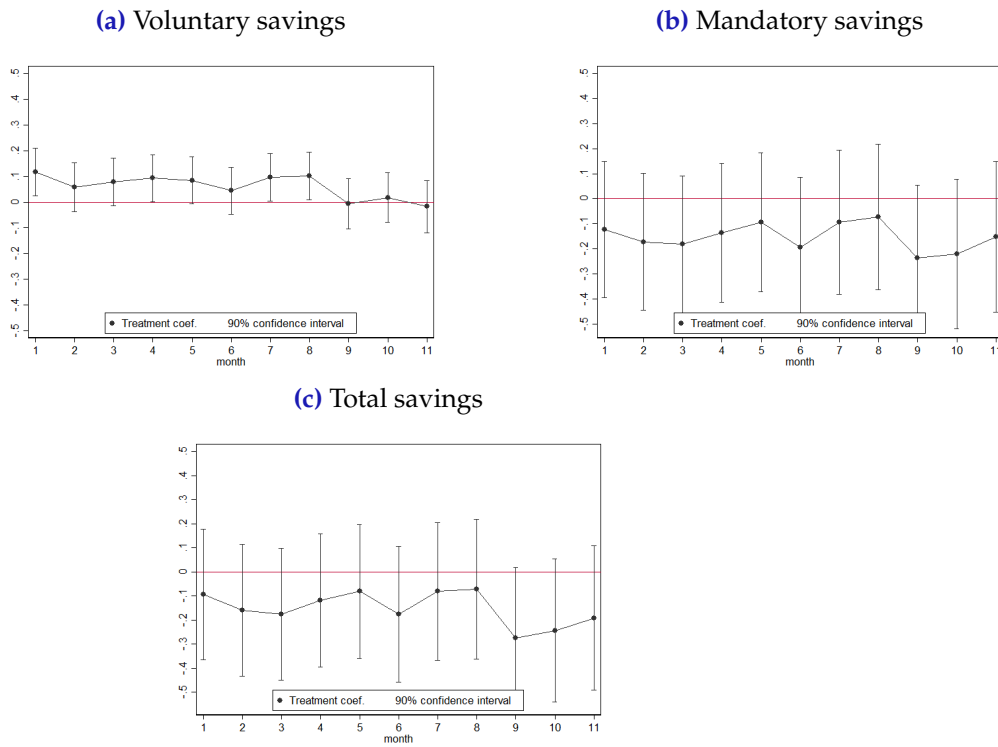 (a) Voluntary savings
.5
.4
.3
.2
.1
0
-.1
-.2
-.3
-.4
-.5
Treatment coef. 90% confidence interval
1 2 3 4 5 6 7 8 9 10 11
month
(b) Mandatory savings
.5
.4
.3
.2
.1
0
-.1
-.2
-.3
-.4
-.5
Treatment coef. 90% confidence interval
1 2 3 4 5 6 7 8 9 10 11
month
(c) Total savings
.5
.4
.3
.2
.1
0
-.1
-.2
-.3
-.4
-.5
Treatment coef. 90% confidence interval
1 2 3 4 5 6 7 8 9 10 11
month